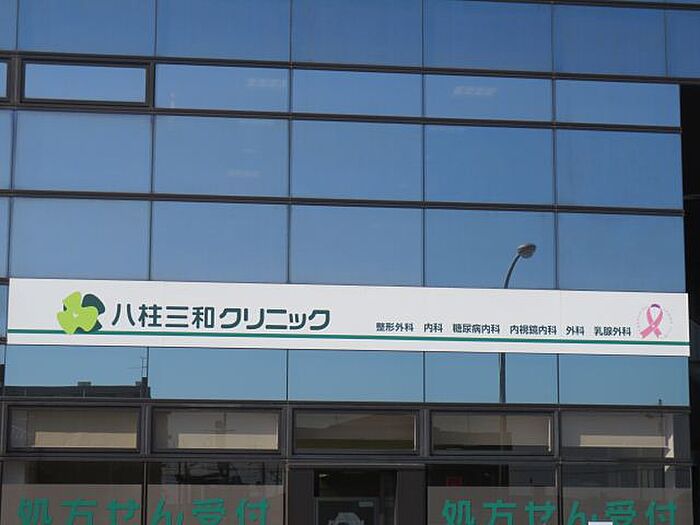 八柱三和クリニック
整形外科 内科 糖尿病内科 内視鏡内科 外科 乳腺外科
処方せん受付 処方せん受付